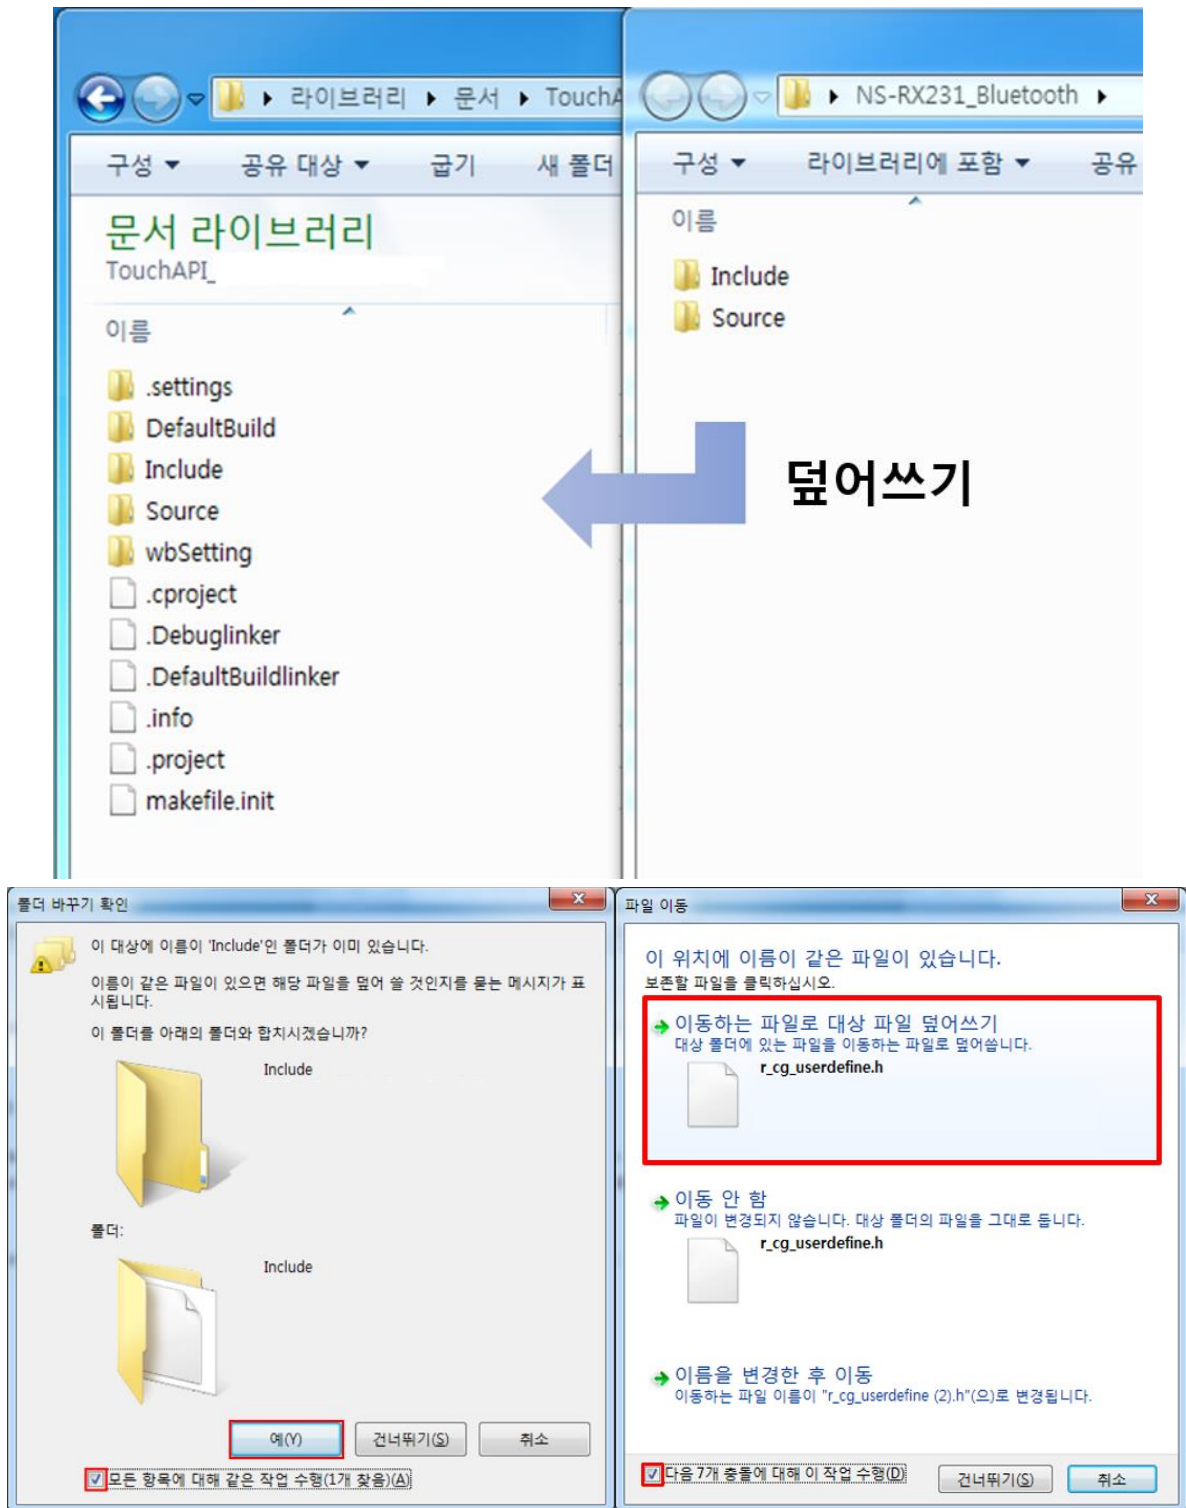 라이브러리 ▶ 문서 ▶ TouchA
구성 ▼ 공유 대상 ▼ 굽기 새 폴더
문서 라이브러리
TouchAPI_
이름
.settings
DefaultBuild
Include
Source
wbSetting
.cproject
.Debuglinker
.DefaultBuildlinker
.info
.project
makefile.init
NS-RX231_Bluetooth ▶
구성 ▼ 라이브러리에 포함 ▼ 공유
이름
Include
Source
덮어쓰기
폴더 바꾸기 확인
이 대상에 이름이 'Include'인 폴더가 이미 있습니다.
이름이 같은 파일이 있으면 해당 파일을 덮어 쓸 것인지를 묻는 메시지가 표
시됩니다.
이 폴더를 아래의 폴더와 합치시겠습니까?
Include
폴더:
Include
예(Y) 건너뛰기(S) 취소
모든 항목에 대해 같은 작업 수행(1개 찾음)(A)
파일 이동
이 위치에 이름이 같은 파일이 있습니다.
보존할 파일을 클릭하십시오.
이동하는 파일로 대상 파일 덮어쓰기
대상 폴더에 있는 파일을 이동하는 파일로 덮어씁니다.
r_cg_userdefine.h
이동 안 함
파일이 변경되지 않습니다. 대상 폴더의 파일을 그대로 둡니다.
r_cg_userdefine.h
이름을 변경한 후 이동
이동하는 파일 이름이 "r_cg_userdefine (2).h"(으)로 변경됩니다.
다음 7개 충돌에 대해 이 작업 수행(D) 건너뛰기(S) 취소